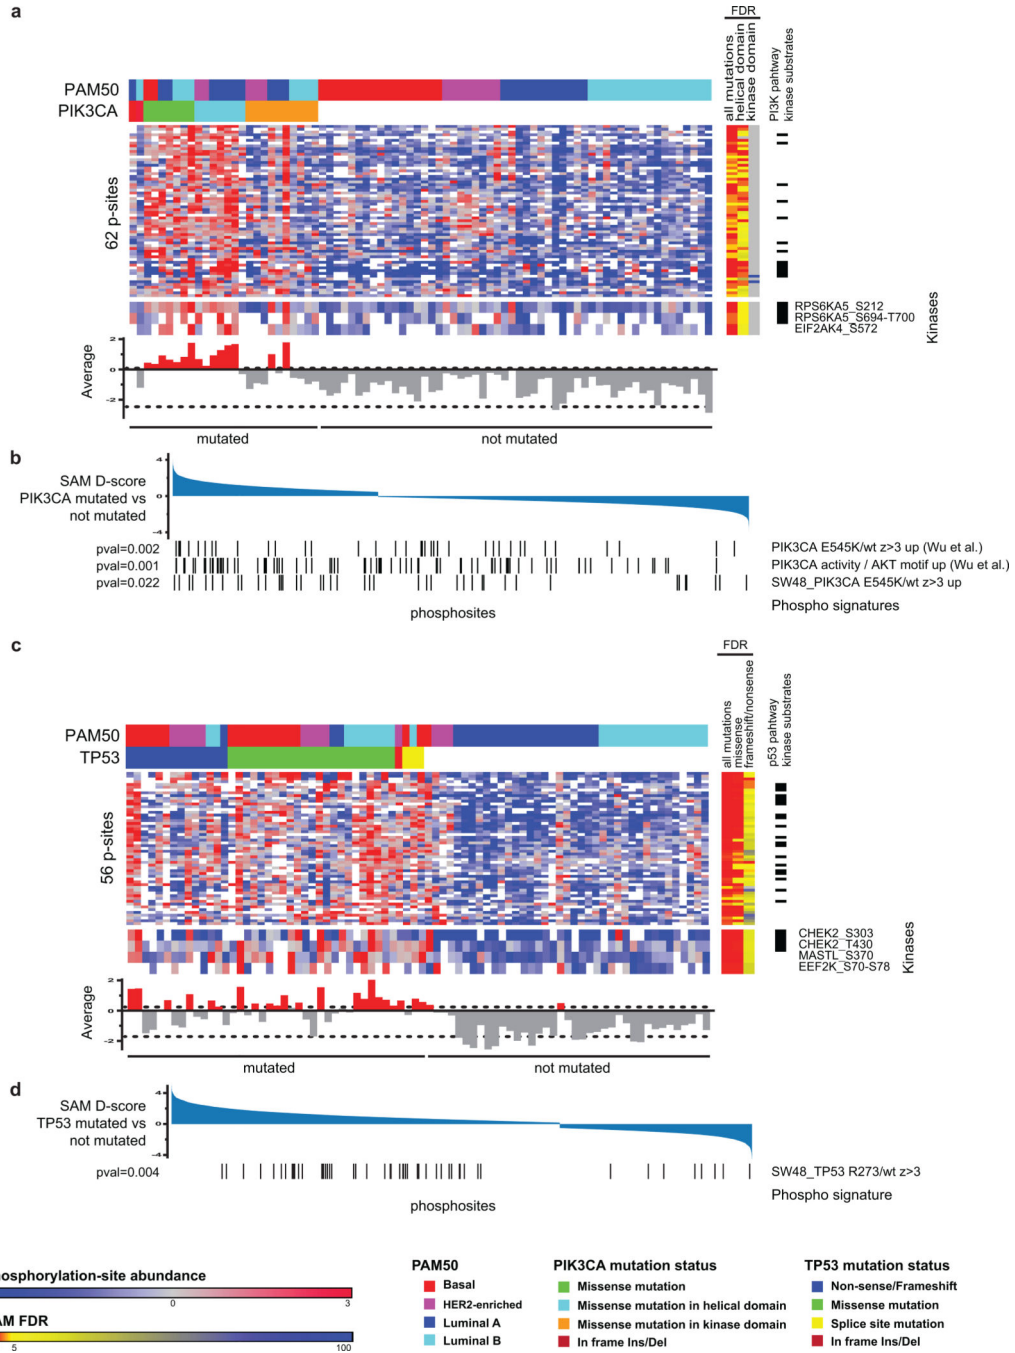 a
FDR
all mutations
helical domain
kinase domain
PI3K pahtway
kinase substrates
PAM50
PIK3CA
62 p-sites
RPS6KA5_S212
RPS6KA5_S694-T700
EIF2AK4_S572
Kinases
Average
2
0
-2
mutated
not mutated
b
SAM D-score
PIK3CA mutated vs
not mutated
4
0
-4
pval=0.002
PIK3CA E545K/wt z>3 up (Wu et al.)
pval=0.001
PIK3CA activity / AKT motif up (Wu et al.)
pval=0.022
SW48_PIK3CA E545K/wt z>3 up
phosphosites
Phospho signatures
c
FDR
all mutations
missense
frameshift/nonsense
p53 pahtway
kinase substrates
PAM50
TP53
56 p-sites
CHEK2_S303
CHEK2_T430
MASTL_S370
EEF2K_S70-S78
Kinases
Average
2
0
-2
mutated
not mutated
d
SAM D-score
TP53 mutated vs
not mutated
4
0
-4
pval=0.004
SW48_TP53 R273/wt z>3
phosphosites
Phospho signature
osphorylation-site abundance
0
3
AM FDR
5
100
PAM50
Basal
HER2-enriched
Luminal A
Luminal B
PIK3CA mutation status
Missense mutation
Missense mutation in helical domain
Missense mutation in kinase domain
In frame Ins/Del
TP53 mutation status
Non-sense/Frameshift
Missense mutation
Splice site mutation
In frame Ins/Del